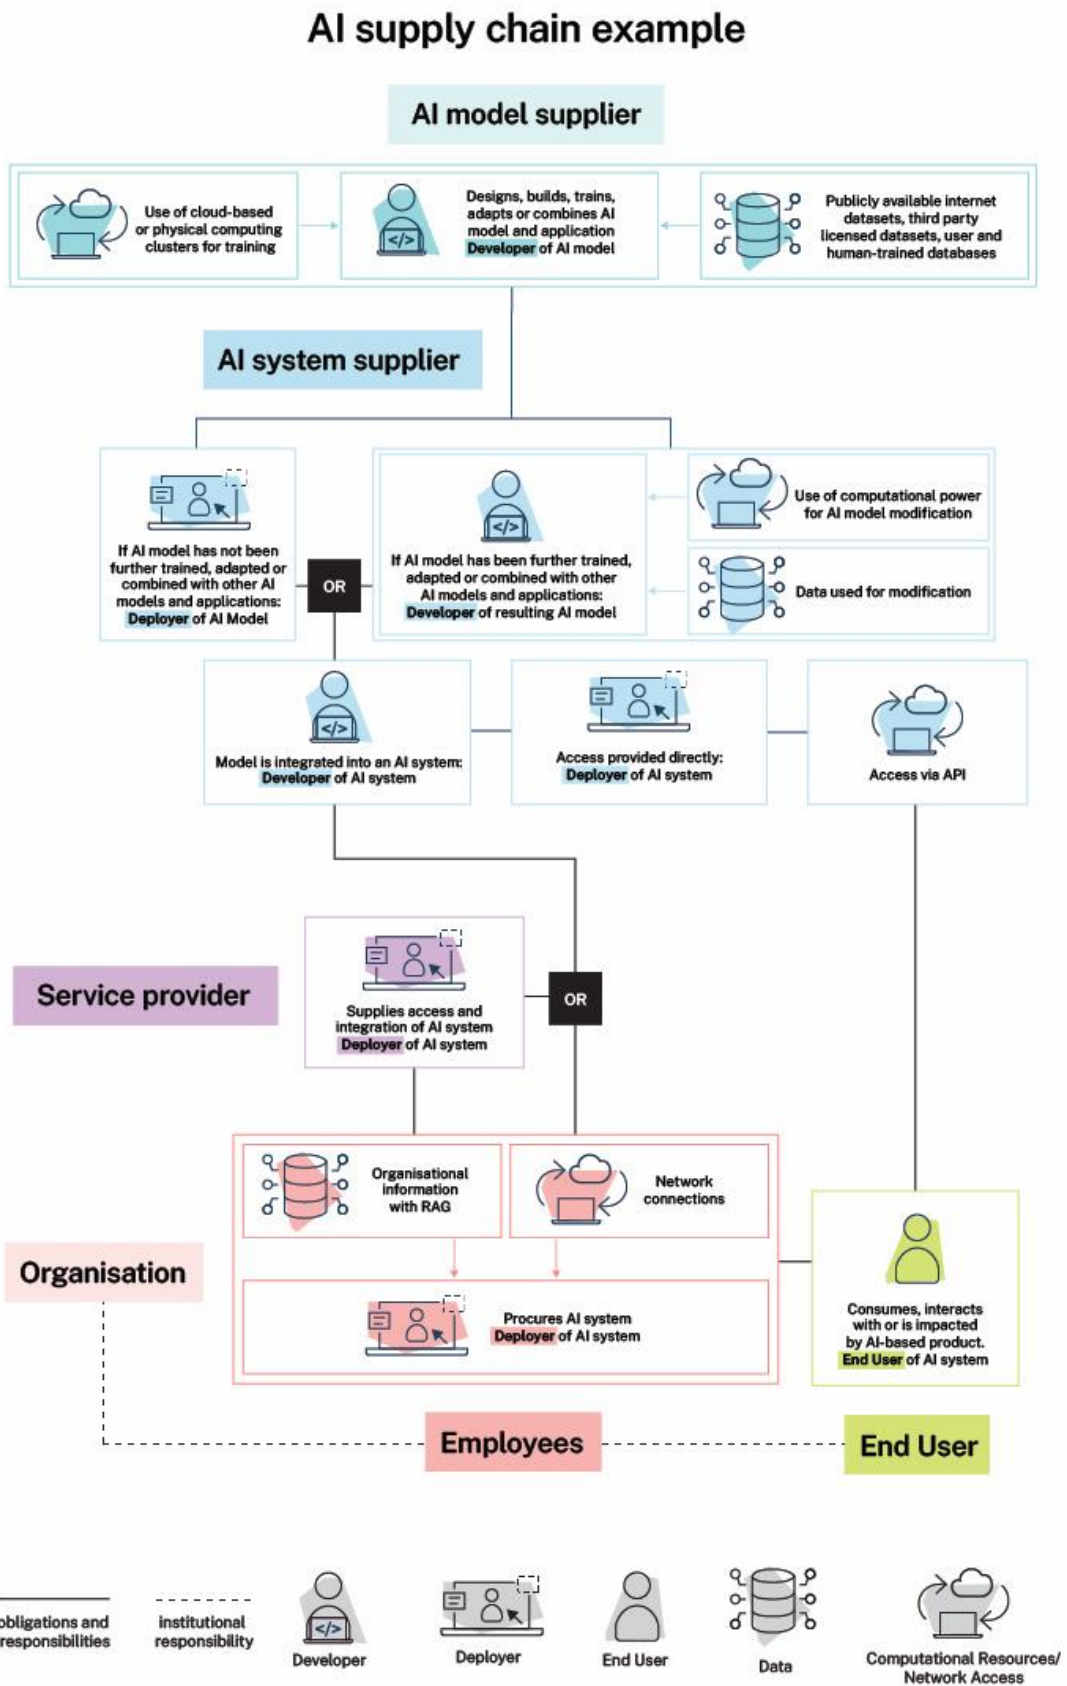 AI supply chain example
AI model supplier
Use of cloud-based
or physical computing
clusters for training
</>
Designs, builds, trains,
adapts or combines AI
model and application
Developer of AI model
Publicly available internet
datasets, third party
licensed datasets, user and
human-trained databases
AI system supplier
If AI model has not been
further trained, adapted or
combined with other AI
models and applications:
Deployer of AI Model
OR
</>
If AI model has been further trained,
adapted or combined with other
AI models and applications:
Developer of resulting AI model
Use of computational power
for AI model modification
Data used for modification
</>
Model is integrated into an AI system:
Developer of AI system
Access provided directly:
Deployer of AI system
Access via API
Service provider
Supplies access and
integration of AI system
Deployer of AI system
OR
Organisational
information
with RAG
Network
connections
Organisation
Procures AI system
Deployer of AI system
Consumes, interacts
with or is impacted
by AI-based product.
End User of AI system
Employees
End User
obligations and
responsibilities
institutional
responsibility
</>
Developer
Deployer
End User
Data
Computational Resources/
Network Access